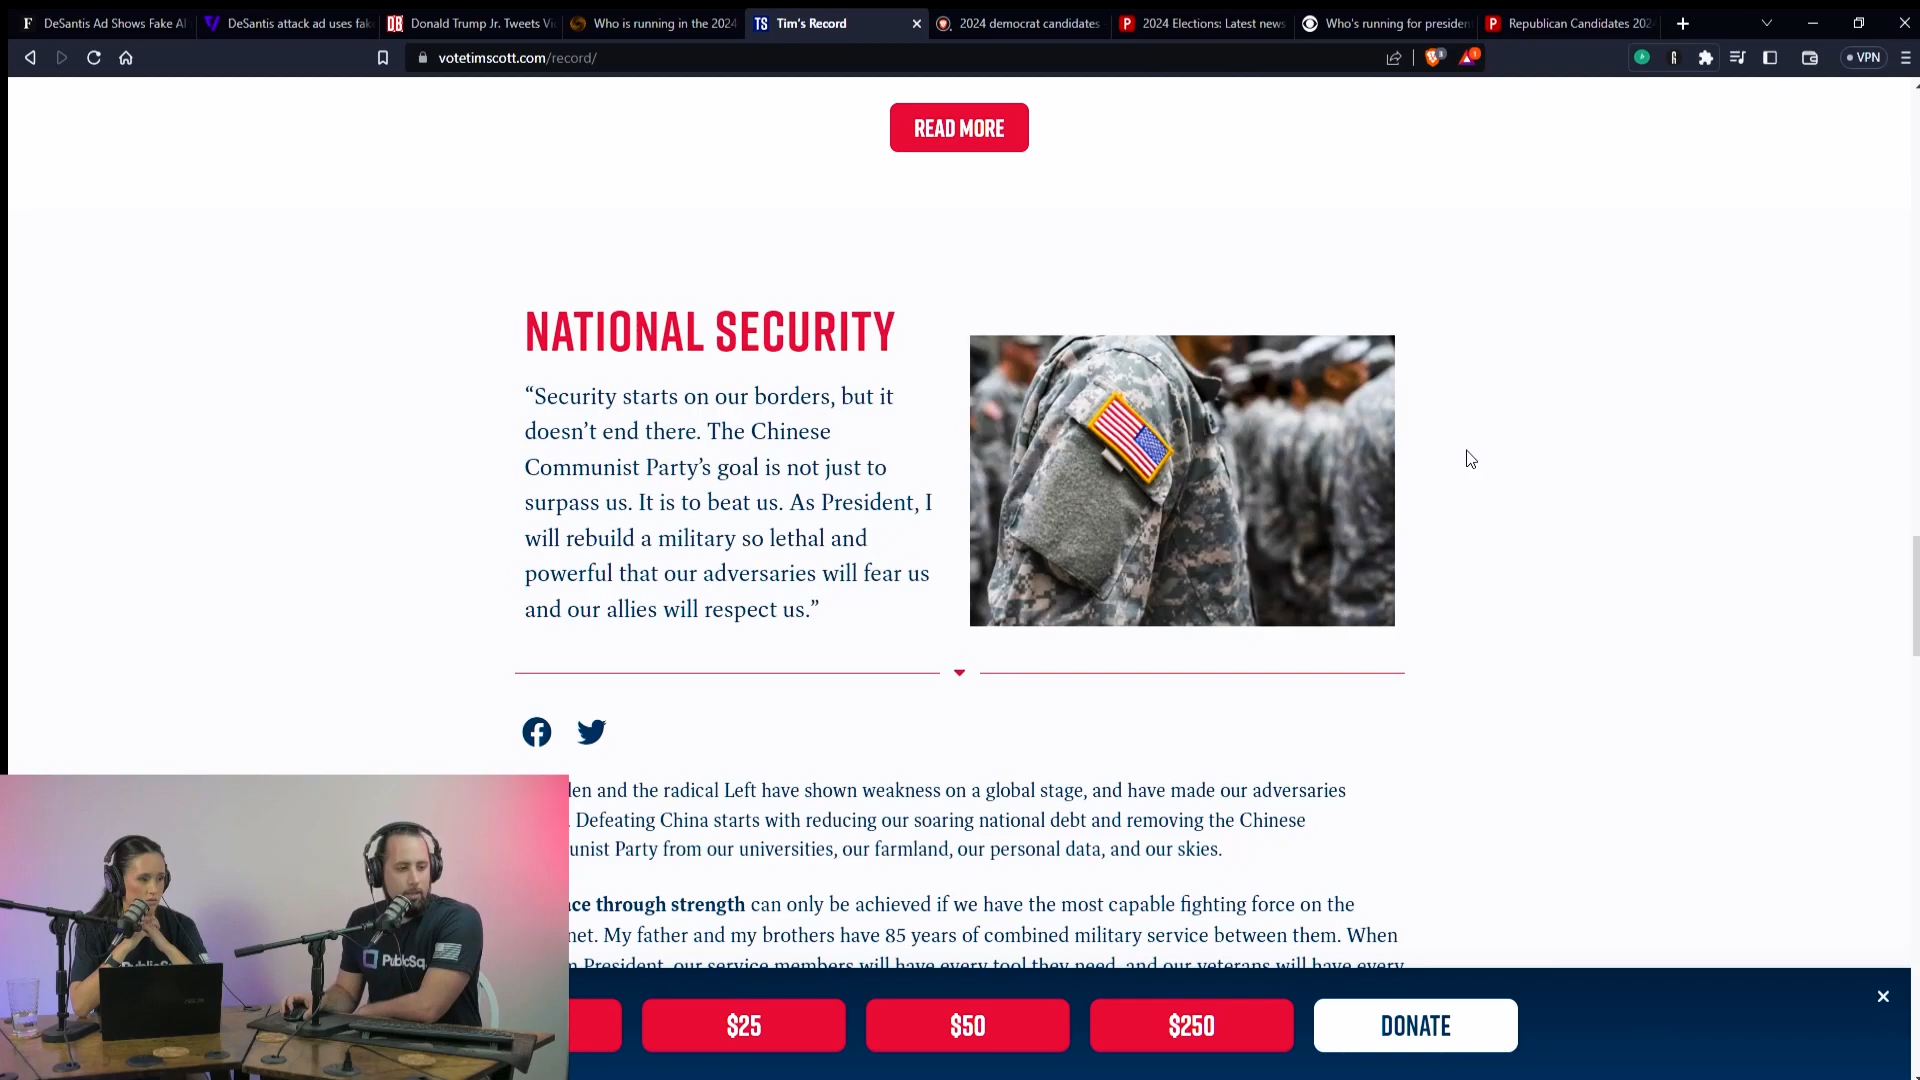 DeSantis Ad Shows Fake AI
DeSantis attack ad uses fak
Donald Trump Jr. Tweets Vi
Who is running in the 2024
Tim's Record
2024 democrat candidates
2024 Elections: Latest news
Who's running for presiden
Republican Candidates 202
votetimscott.com/record/
VPN
READ MORE
NATIONAL SECURITY
“Security starts on our borders, but it
doesn’t end there. The Chinese
Communist Party’s goal is not just to
surpass us. It is to beat us. As President, I
will rebuild a military so lethal and
powerful that our adversaries will fear us
and our allies will respect us.”
den and the radical Left have shown weakness on a global stage, and have made our adversaries
. Defeating China starts with reducing our soaring national debt and removing the Chinese
unist Party from our universities, our farmland, our personal data, and our skies.
ace through strength can only be achieved if we have the most capable fighting force on the
net. My father and my brothers have 85 years of combined military service between them. When
m President, our service members will have every tool they need, and our veterans will have every
PublicSq.
PublicSq.
$25
$50
$250
DONATE